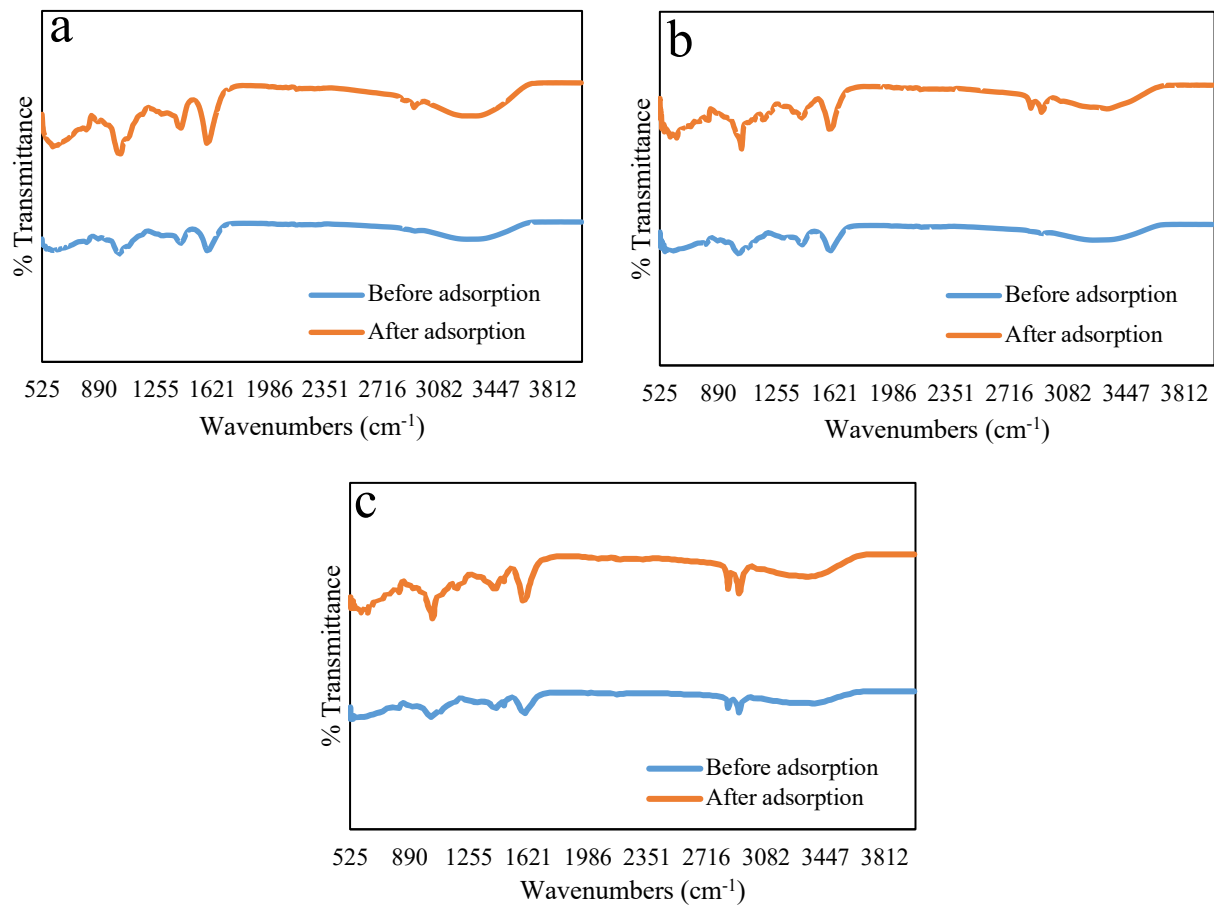 a
% Transmittance
Before adsorption
After adsorption
525 890 1255 1621 1986 2351 2716 3082 3447 3812
Wavenumbers (cm⁻¹)
b
% Transmittance
Before adsorption
After adsorption
525 890 1255 1621 1986 2351 2716 3082 3447 3812
Wavenumbers (cm⁻¹)
c
% Transmittance
Before adsorption
After adsorption
525 890 1255 1621 1986 2351 2716 3082 3447 3812
Wavenumbers (cm⁻¹)